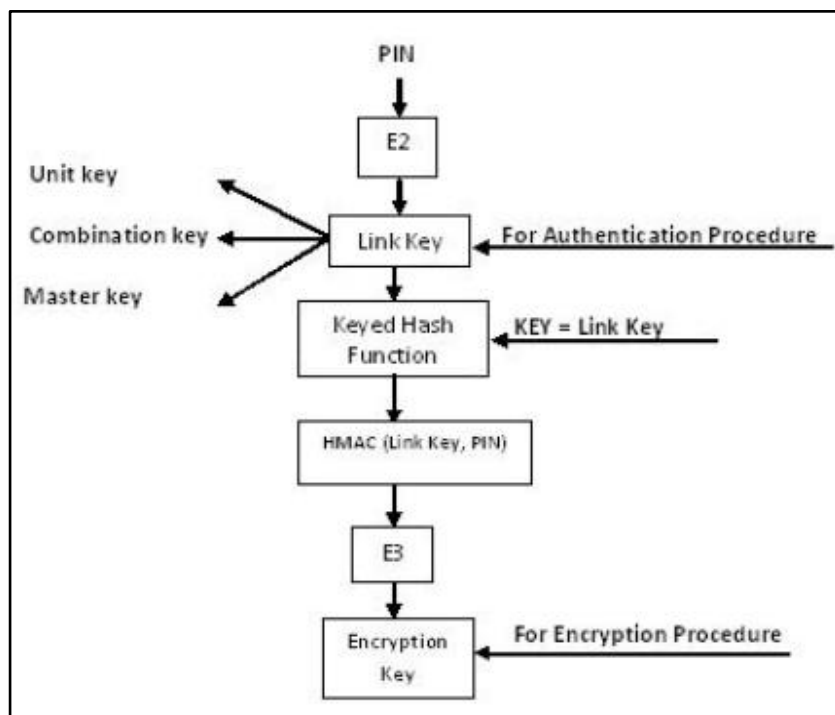 PIN
E2
Unit key
Combination key
Master key
Link Key
For Authentication Procedure
Keyed Hash
Function
KEY = Link Key
HMAC (Link Key, PIN)
E3
Encryption
Key
For Encryption Procedure